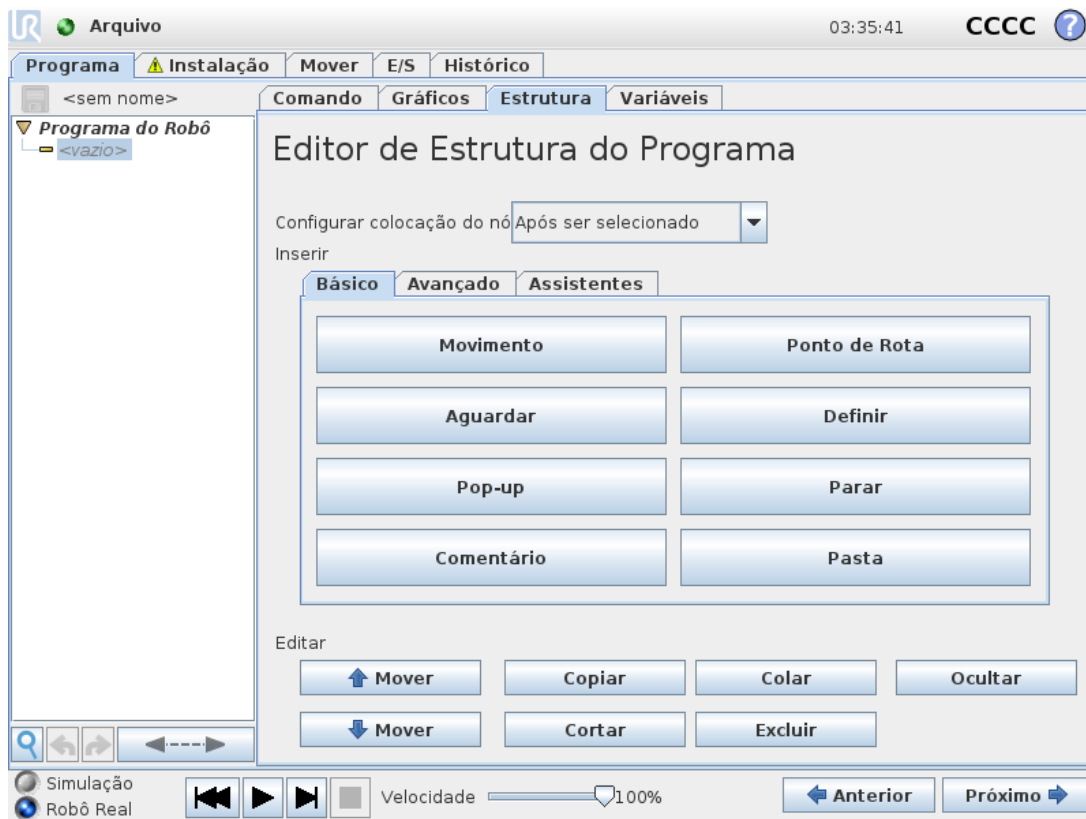 UR Arquivo 03:35:41 CCCC ?
Programa Instalação Mover E/S Histórico
<sem nome> Comando Gráficos Estrutura Variáveis
Programa do Robô
<vazio>
Editor de Estrutura do Programa
Configurar colocação do nó Após ser selecionado
Inserir
Básico Avançado Assistentes
Movimento Ponto de Rota
Aguardar Definir
Pop-up Parar
Comentário Pasta
Editar
Mover Copiar Colar Ocultar
Mover Cortar Excluir
Simulação
Robô Real
Velocidade 100% Anterior Próximo